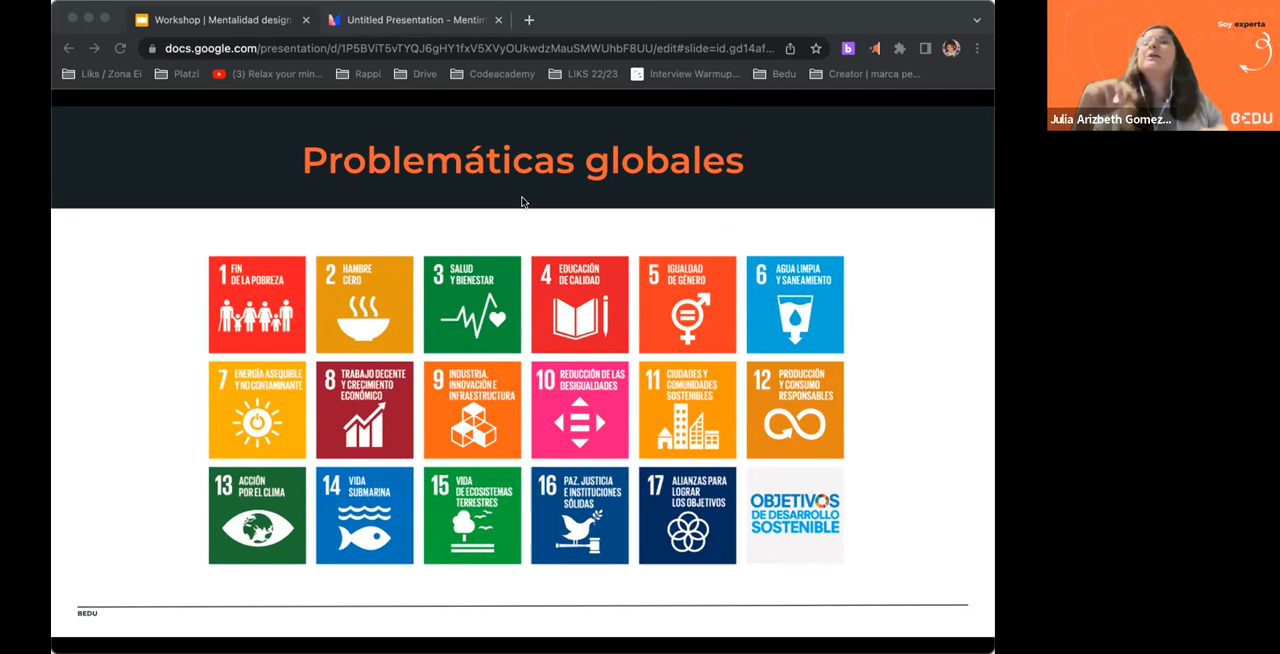 Workshop | Mentalidad design
Untitled Presentation - Mentim
docs.google.com/presentation/d/1P5BViT5vTYQJ6gHY1fxV5XVyOUkwdzMauSMWUhbF8UU/edit#slide=id.gd14af...
Liks / Zona Ei
Platzi
(3) Relax your min...
Rappi
Drive
Codeacademy
LIKS 22/23
Interview Warmup...
Bedu
Creator | marca pe...
Soy experta
BEDU
Julia Arizbeth Gomez...
Problemáticas globales
1 FIN
DE LA POBREZA
2 HAMBRE
CERO
3 SALUD
Y BIENESTAR
4 EDUCACIÓN
DE CALIDAD
5 IGUALDAD
DE GÉNERO
6 AGUA LIMPIA
Y SANEAMIENTO
7 ENERGÍA ASEQUIBLE
Y NO CONTAMINANTE
8 TRABAJO DECENTE
Y CRECIMIENTO
ECONÓMICO
9 INDUSTRIA,
INNOVACIÓN E
INFRAESTRUCTURA
10 REDUCCIÓN DE LAS
DESIGUALDADES
11 CIUDADES Y
COMUNIDADES
SOSTENIBLES
12 PRODUCCIÓN
Y CONSUMO
RESPONSABLES
13 ACCIÓN
POR EL CLIMA
14 VIDA
SUBMARINA
15 VIDA
DE ECOSISTEMAS
TERRESTRES
16 PAZ, JUSTICIA
E INSTITUCIONES
SÓLIDAS
17 ALIANZAS PARA
LOGRAR
LOS OBJETIVOS
OBJETIVOS
DE DESARROLLO
SOSTENIBLE
BEDU